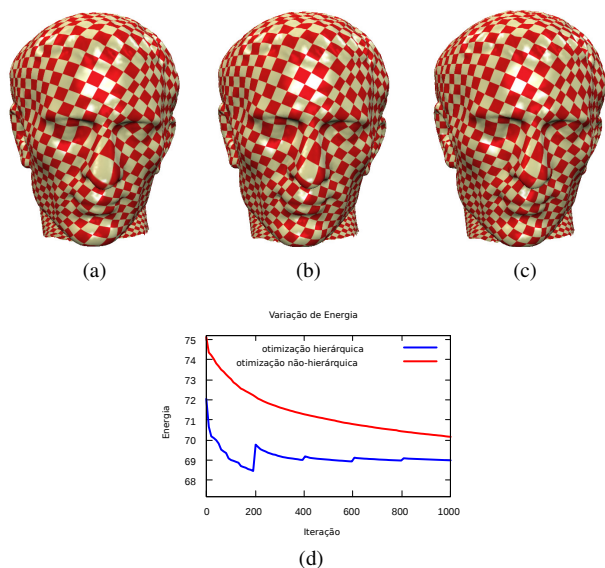 (a) (b) (c)
Variação de Energia
75
74
73
72
71
70
69
68
otimização hierárquica
otimização não-hierárquica
Energia
0 200 400 600 800 1000
Iteração
(d)